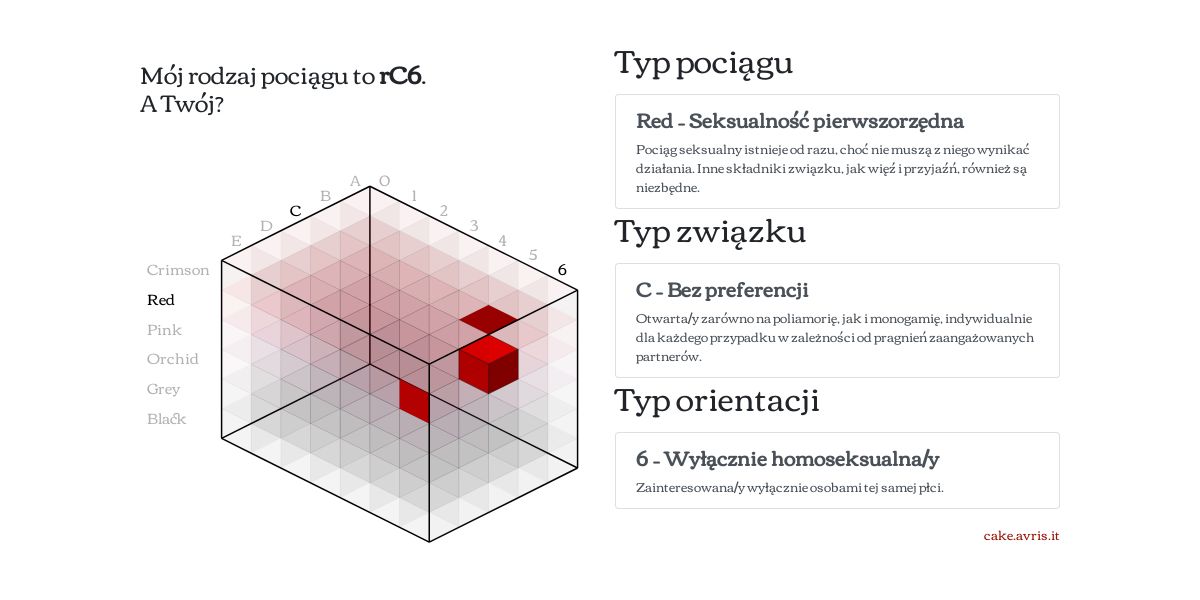 Mój rodzaj pociągu to rC6.
A Twój?
A
0
B
1
C
2
D
3
E
4
5
6
Crimson
Red
Pink
Orchid
Grey
Black
Typ pociągu
Red – Seksualność pierwszorzędna
Pociąg seksualny istnieje od razu, choć nie muszą z niego wynikać
działania. Inne składniki związku, jak więź i przyjaźń, również są
niezbędne.
Typ związku
C – Bez preferencji
Otwarta/y zarówno na poliamorię, jak i monogamię, indywidualnie
dla każdego przypadku w zależności od pragnień zaangażowanych
partnerów.
Typ orientacji
6 – Wyłącznie homoseksualna/y
Zainteresowana/y wyłącznie osobami tej samej płci.
cake.avris.it